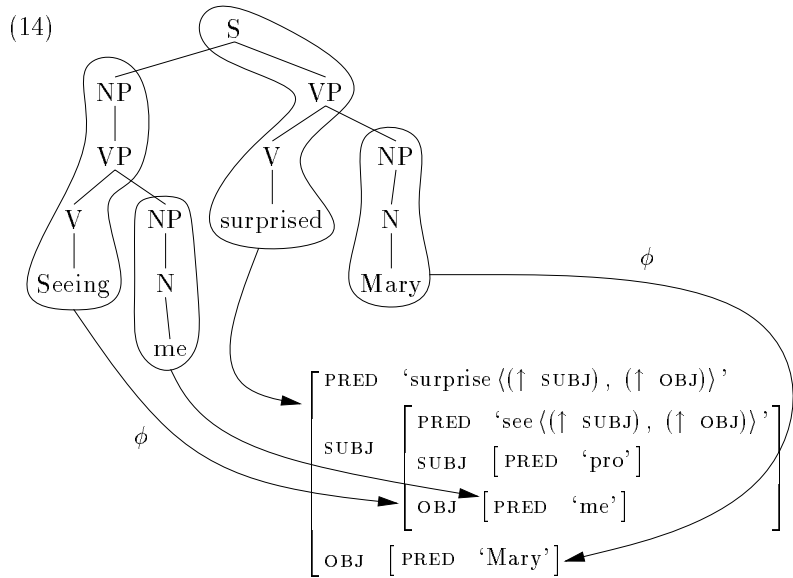 (14)
S
NP VP
VP V NP
V NP surprised N
Seeing N Mary ϕ
me
PRED ‘surprise ⟨(↑ SUBJ) , (↑ OBJ)⟩ ’
PRED ‘see ⟨(↑ SUBJ) , (↑ OBJ)⟩ ’
ϕ SUBJ SUBJ [ PRED ‘pro’ ]
OBJ [ PRED ‘me’ ]
OBJ [ PRED ‘Mary’ ]